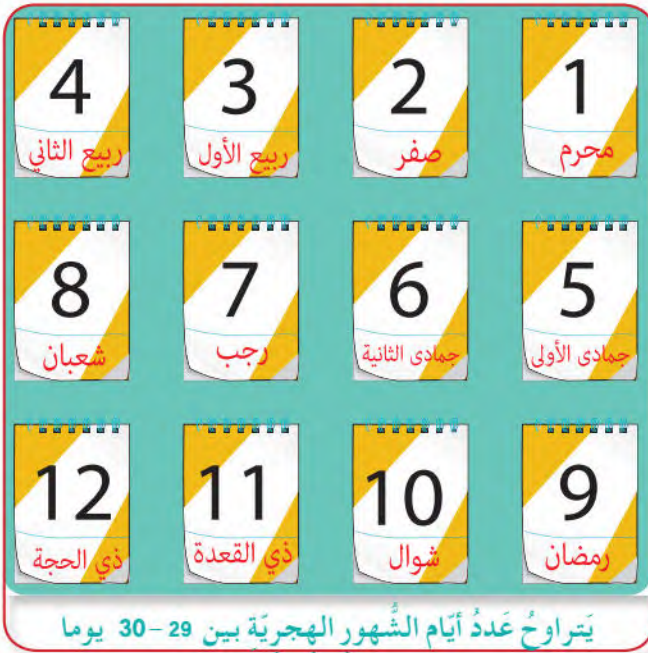 1 2 3 4
محرم صفر ربيع الأول ربيع الثاني
5 6 7 8
جمادى الأولى جمادى الثانية رجب شعبان
9 10 11 12
رمضان شوال ذي القعدة ذي الحجة
يَتراوحُ عَددُ أيّام الشُّهور الهجريّةِ بين 29 – 30 يوما